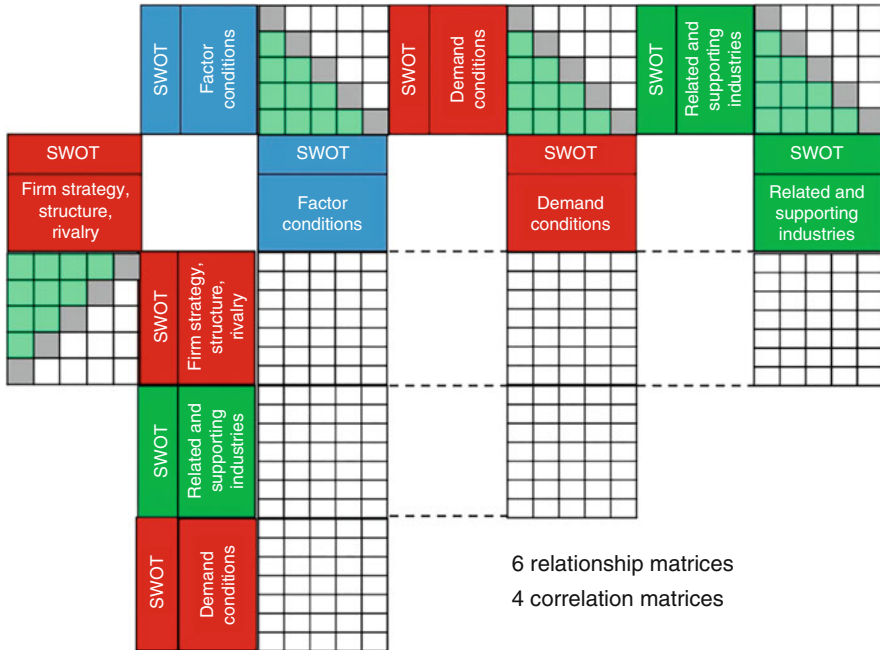 SWOT
Factor
conditions
SWOT
Demand
conditions
SWOT
Related and
supporting
industries
SWOT
Firm strategy,
structure,
rivalry
SWOT
Factor
conditions
SWOT
Demand
conditions
SWOT
Related and
supporting
industries
SWOT
Firm strategy,
structure,
rivalry
SWOT
Related and
supporting
industries
SWOT
Demand
conditions
6 relationship matrices
4 correlation matrices